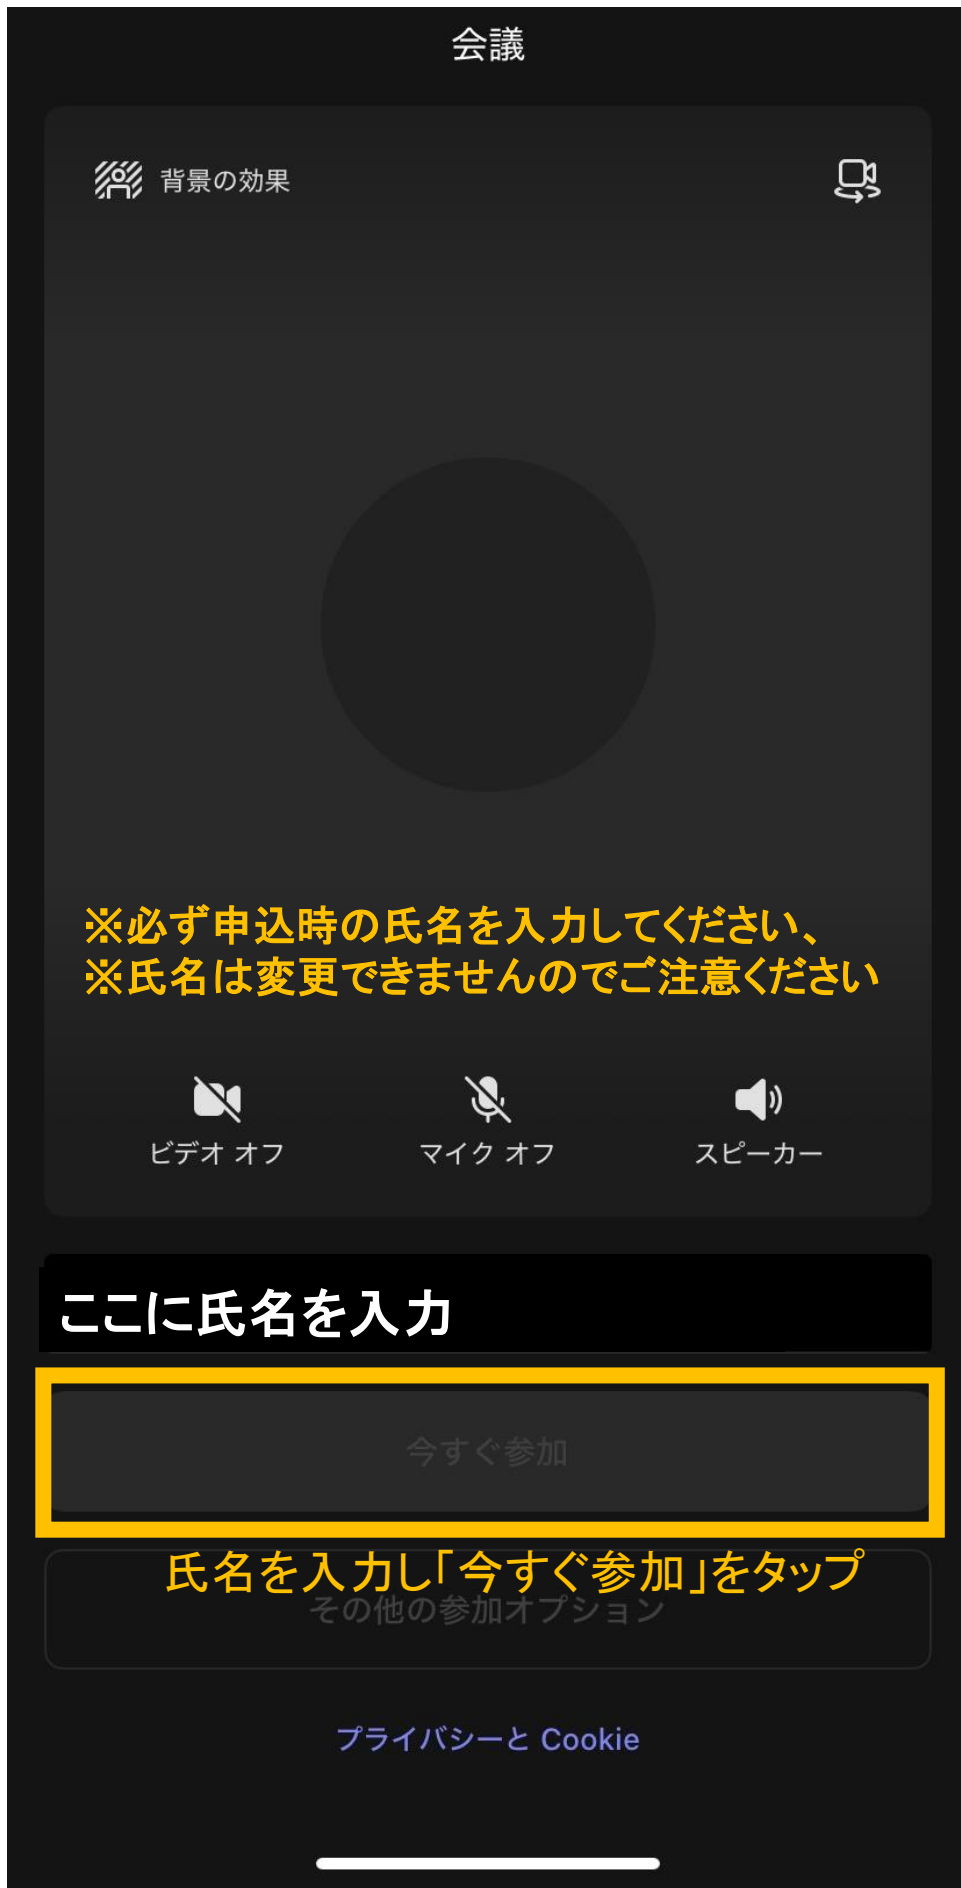 会議
背景の効果
※必ず申込時の氏名を入力してください、
※氏名は変更できませんのでご注意ください
ビデオ オフ
マイク オフ
スピーカー
ここに氏名を入力
今すぐ参加
氏名を入力し「今すぐ参加」をタップ
その他の参加オプション
プライバシーと Cookie